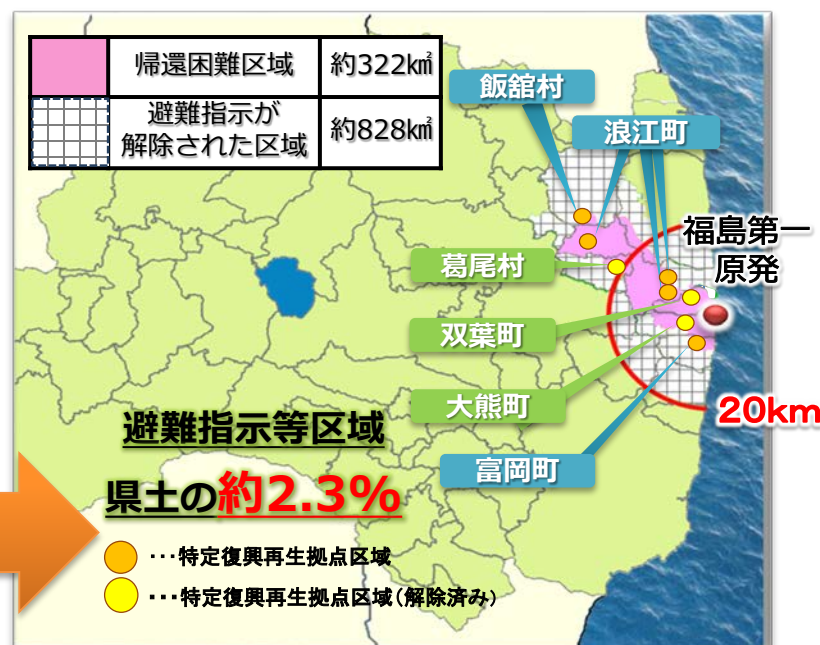 帰還困難区域 約322㎢
避難指示が
解除された区域 約828㎢
飯舘村
浪江町
福島第一
原発
葛尾村
双葉町
大熊町
20km
富岡町
避難指示等区域
県土の約2.3%
･･･特定復興再生拠点区域
･･･特定復興再生拠点区域(解除済み)